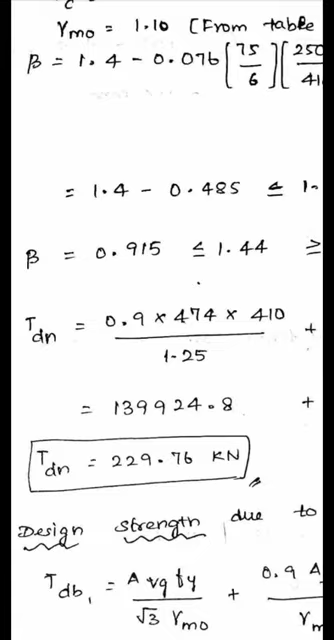 γmo = 1.10 [From table
β = 1.4 - 0.076 [75/6] [250/41
= 1.4 - 0.485 ≤ 1.
β = 0.915 ≤ 1.44 ≥
Tdn = 0.9 × 474 × 410 / 1.25 +
= 139924.8 +
Tdn = 229.76 KN
Design strength due to
Tdb1 = Avg fy / √3 γmo + 0.9 A